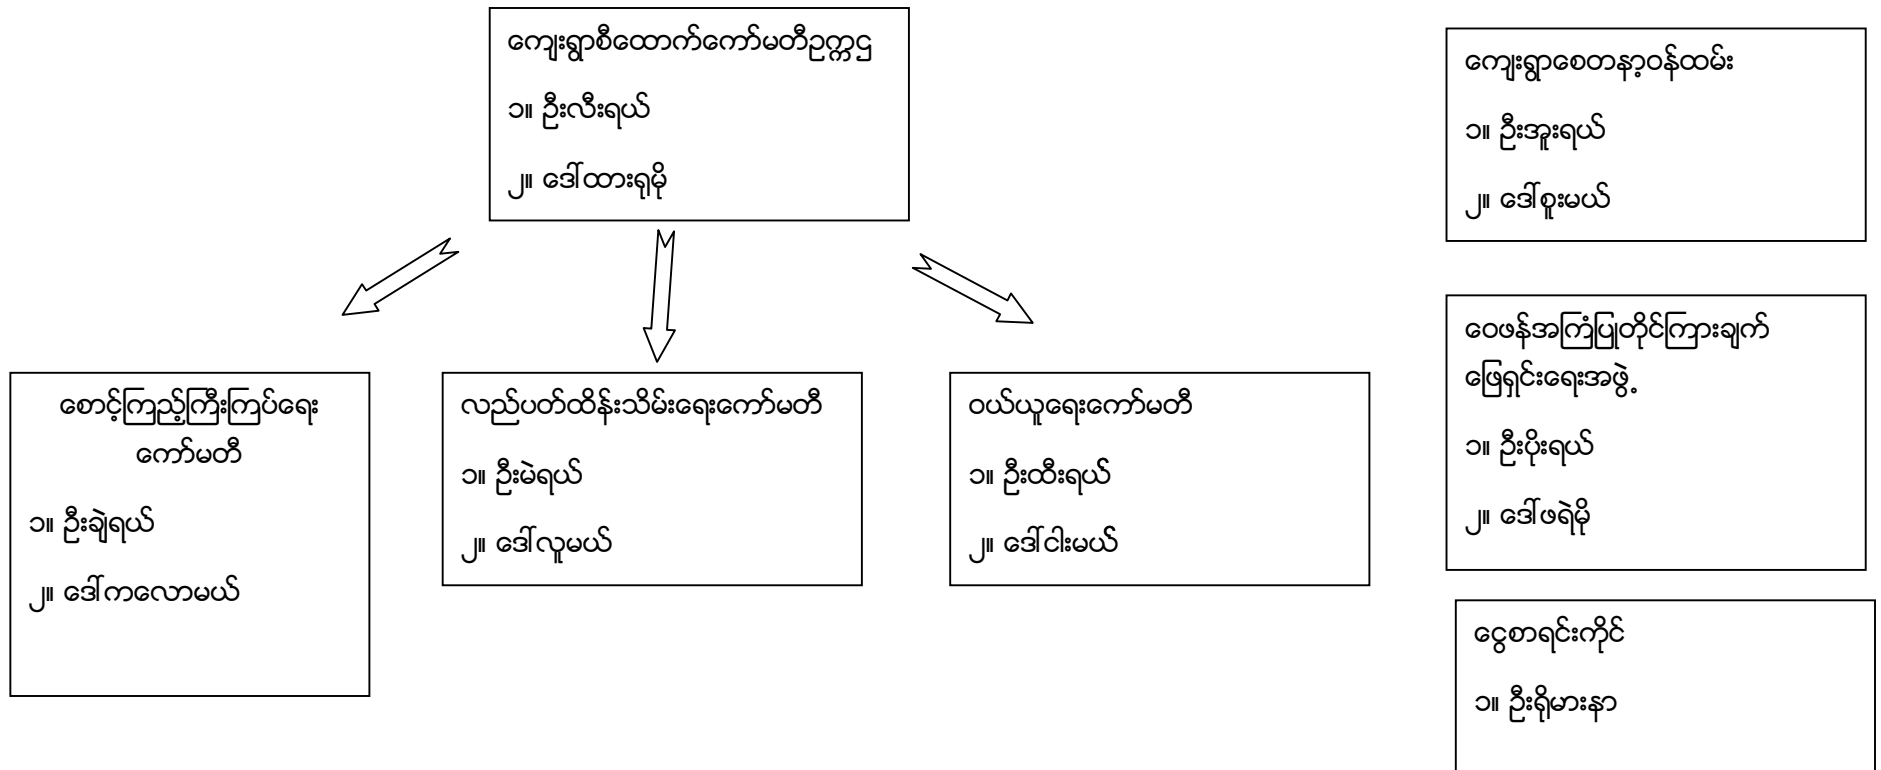 ကျေးရွာစီထောက်ကော်မတီဥက္ကဌ
၁။ ဦးလီးရယ်
၂။ ဒေါ်ထားရုမို
ကျေးရွာစေတနာ့ဝန်ထမ်း
၁။ ဦးအူးရယ်
၂။ ဒေါ်စူးမယ်
ဝေဖန်အကြံပြုတိုင်ကြားချက်
ဖြေရှင်းရေးအဖွဲ့
၁။ ဦးပိုးရယ်
၂။ ဒေါ်ဖရဲမို
စောင့်ကြည့်ကြီးကြပ်ရေး
ကော်မတီ
၁။ ဦးချဲရယ်
၂။ ဒေါ်ကလောမယ်
လည်ပတ်ထိန်းသိမ်းရေးကော်မတီ
၁။ ဦးမဲရယ်
၂။ ဒေါ်လူမယ်
ဝယ်ယူရေးကော်မတီ
၁။ ဦးထီးရယ်
၂။ ဒေါ်ငါးမယ်
ငွေစာရင်းကိုင်
၁။ ဦးရိုမားနာ